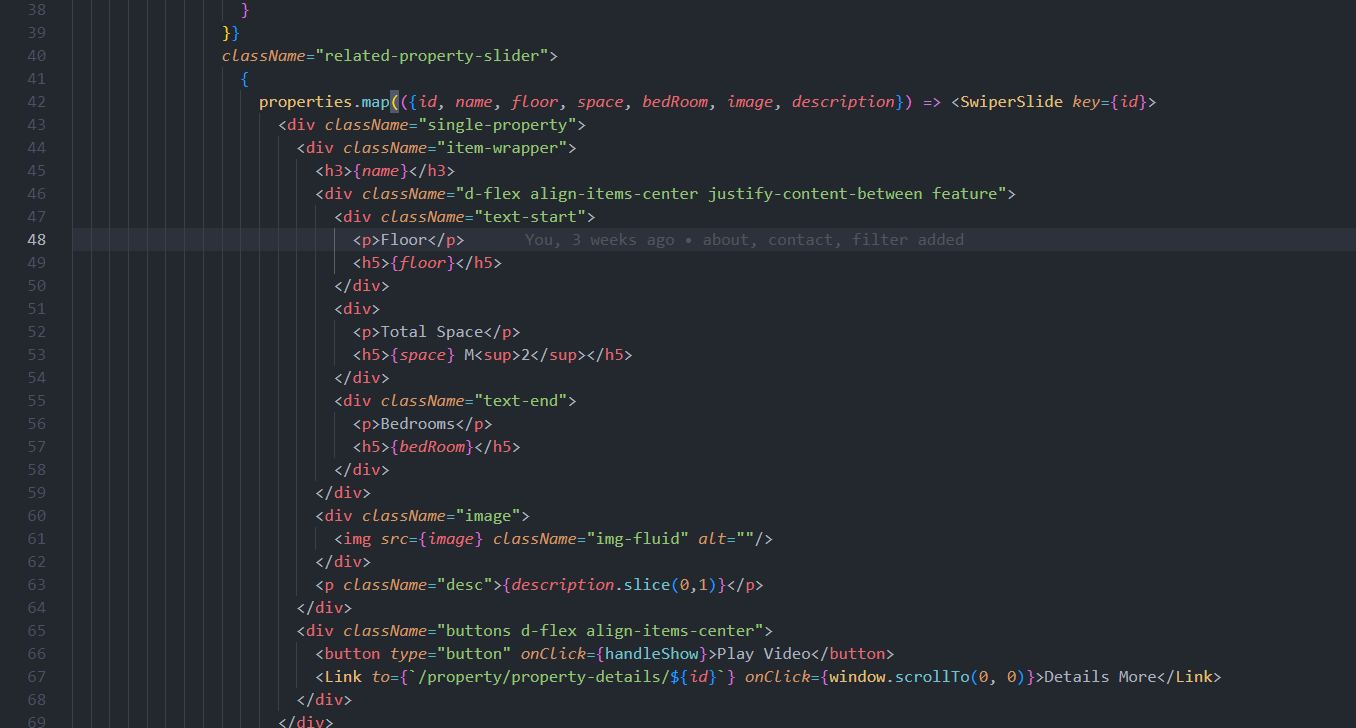 38 }
39 }}
40 className="related-property-slider">
41 {
42 properties.map(({id, name, floor, space, bedRoom, image, description}) => <SwiperSlide key={id}>
43 <div className="single-property">
44 <div className="item-wrapper">
45 <h3>{name}</h3>
46 <div className="d-flex align-items-center justify-content-between feature">
47 <div className="text-start">
48 <p>Floor</p> You, 3 weeks ago • about, contact, filter added
49 <h5>{floor}</h5>
50 </div>
51 <div>
52 <p>Total Space</p>
53 <h5>{space} M<sup>2</sup></h5>
54 </div>
55 <div className="text-end">
56 <p>Bedrooms</p>
57 <h5>{bedRoom}</h5>
58 </div>
59 </div>
60 <div className="image">
61 <img src={image} className="img-fluid" alt=""/>
62 </div>
63 <p className="desc">{description.slice(0,1)}</p>
64 </div>
65 <div className="buttons d-flex align-items-center">
66 <button type="button" onClick={handleShow}>Play Video</button>
67 <Link to={`/property/property-details/${id}`} onClick={window.scrollTo(0, 0)}>Details More</Link>
68 </div>
69 </div>